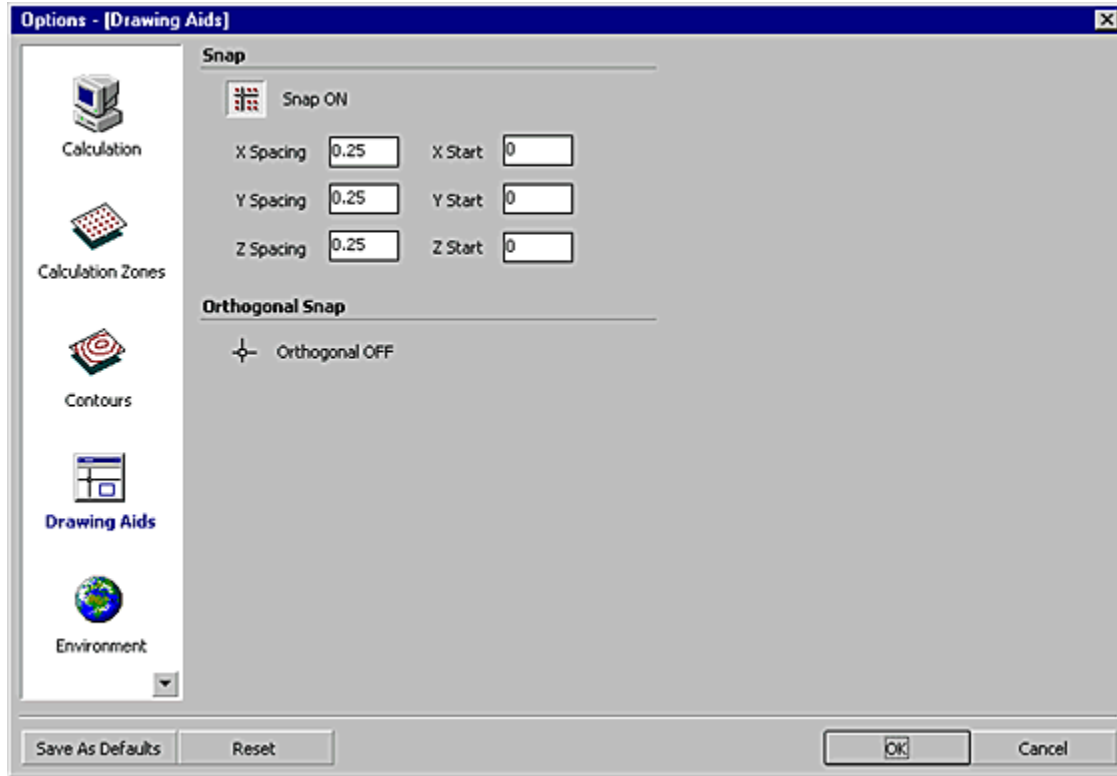 Options - [Drawing Aids]
Calculation
Calculation Zones
Contours
Drawing Aids
Environment
Snap
Snap ON
X Spacing 0.25 X Start 0
Y Spacing 0.25 Y Start 0
Z Spacing 0.25 Z Start 0
Orthogonal Snap
Orthogonal OFF
Save As Defaults Reset OK Cancel